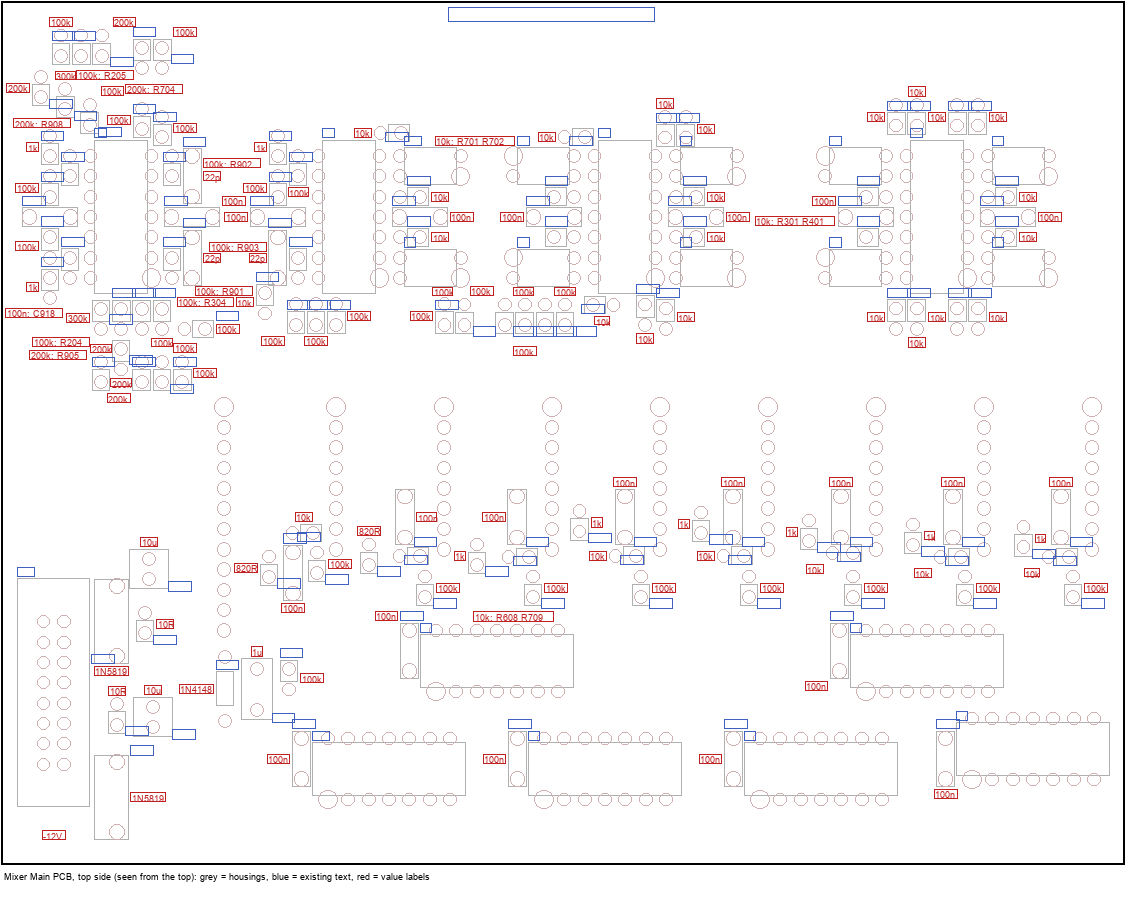 100k 200k 100k
300k 100k: R205
200k 100k 200k: R704 10k 10k
200k: R908 100k 100k 10k 10k 10k 10k 10k
1k 1k 10k: R701 R702 10k
100k: R902
22p
100k 100k 100k 10k 10k 10k
100n 100n 100n
100n 100n 100n 100n 10k: R301 R401 100n
100k 100k: R903 10k 10k 10k
22p 22p
1k 100k: R901 100k 100k 100k 100k
100k: R304 10k
100n: C918 300k 100k 100k 100k 10k 10k 10k 10k 10k
100k: R204 100k 100k 100k 100k 10k 10k
200k 100k 100k
200k: R905
100k
200k
200k
100n 100n 100n 100n 100n
10k 100n 100n 1k 1k 1k 1k 1k
820R
10u 1k 10k 10k
820R 100k 10k 10k 10k
100k 100k 100k 100k 100k 100k 100k
100n
10R 100n 10k: R608 R709
1u
1N5819 100k
10R 10u 1N4148 100n
100n 100n 100n
1N5819 100n
-12V
Mixer Main PCB, top side (seen from the top): grey = housings, blue = existing text, red = value labels